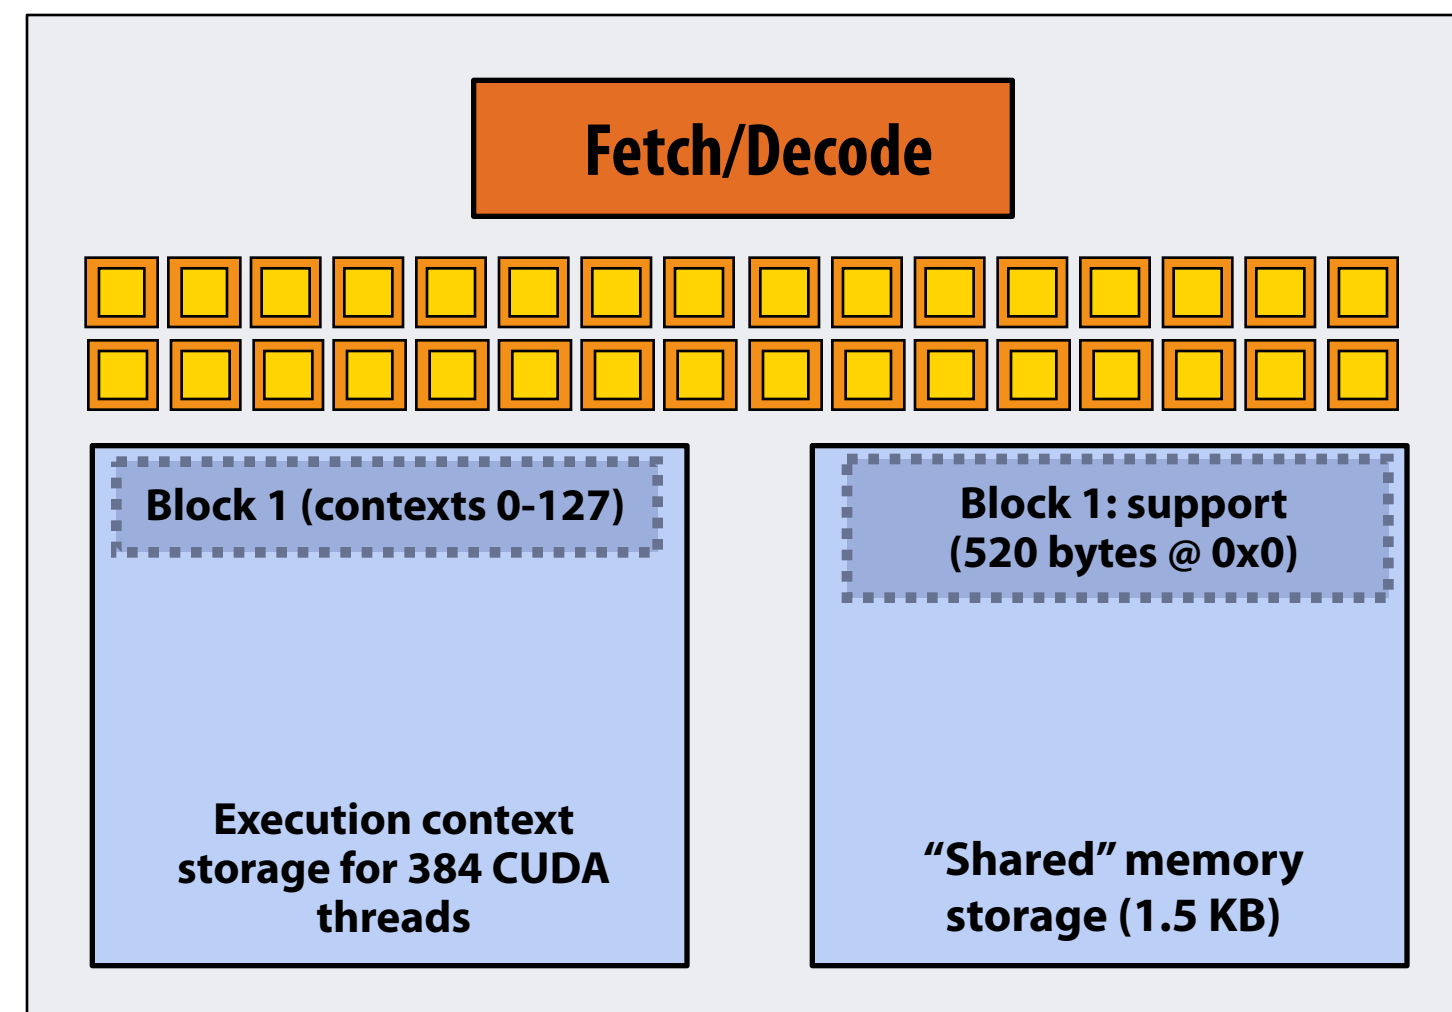 Fetch/Decode
Block 1 (contexts 0-127)
Execution context
storage for 384 CUDA
threads
Block 1: support
(520 bytes @ 0x0)
“Shared” memory
storage (1.5 KB)